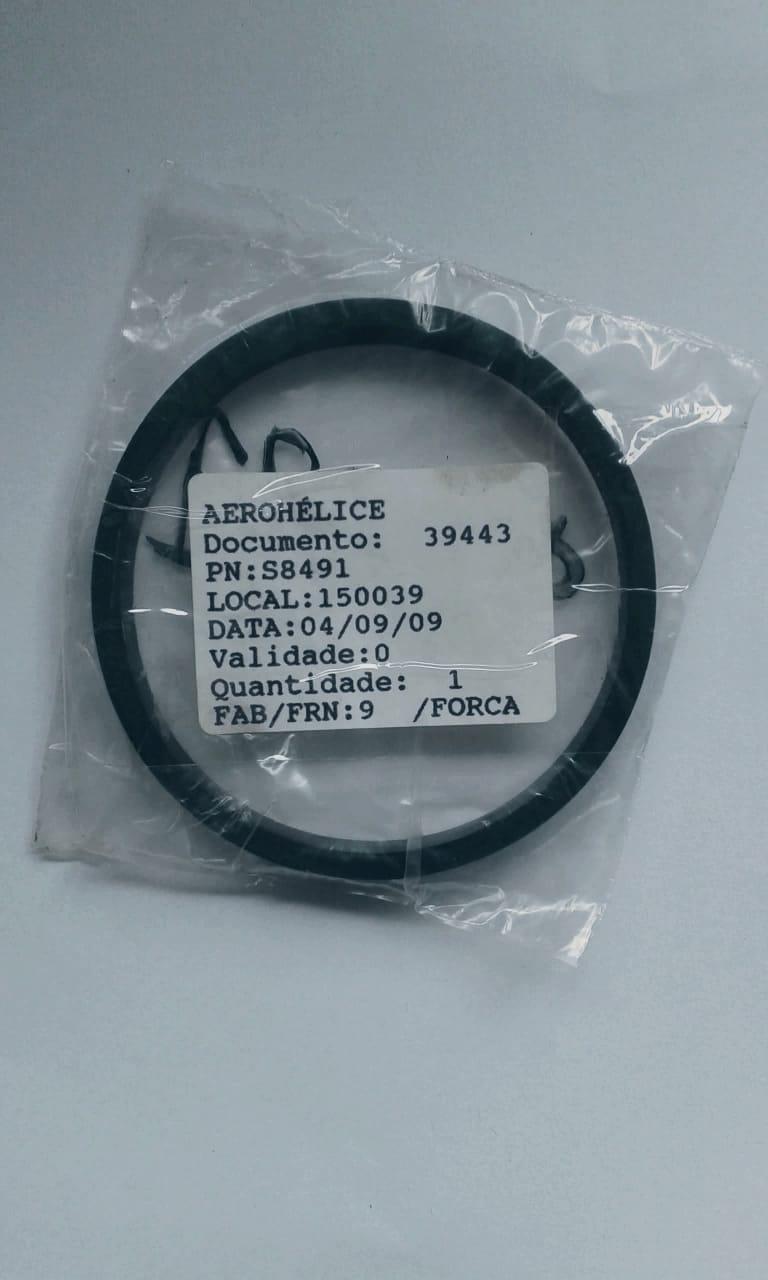 AEROHÉLICE
Documento: 39443
PN:S8491
LOCAL:150039
DATA:04/09/09
Validade:0
Quantidade: 1
FAB/FRN:9 /FORCA